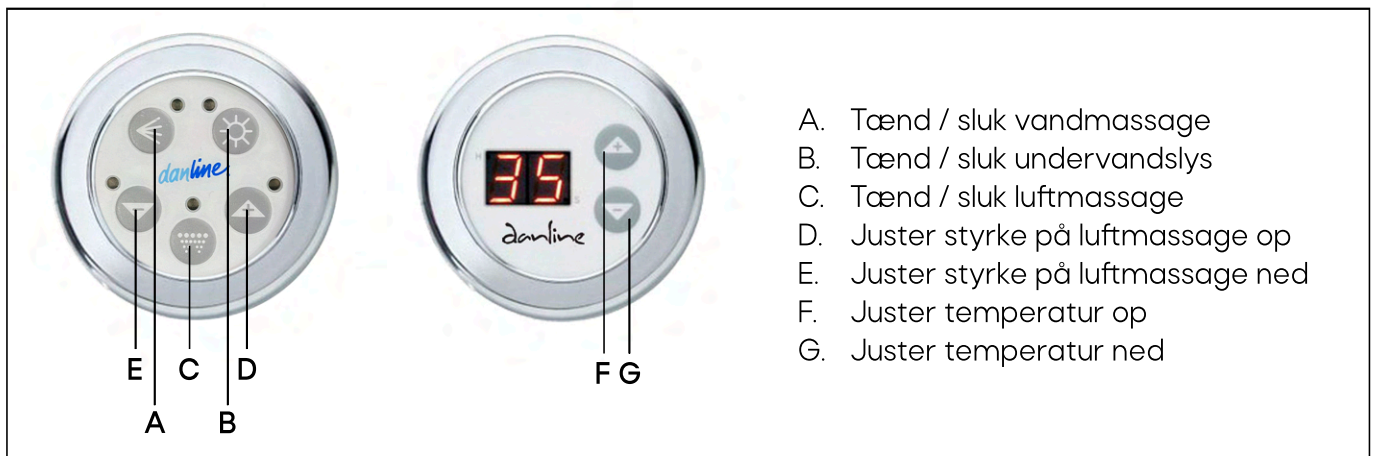 danline
35
danline
A. Tænd / sluk vandmassage
B. Tænd / sluk undervandslys
C. Tænd / sluk luftmassage
D. Juster styrke på luftmassage op
E. Juster styrke på luftmassage ned
F. Juster temperatur op
G. Juster temperatur ned
E C D F G
A B